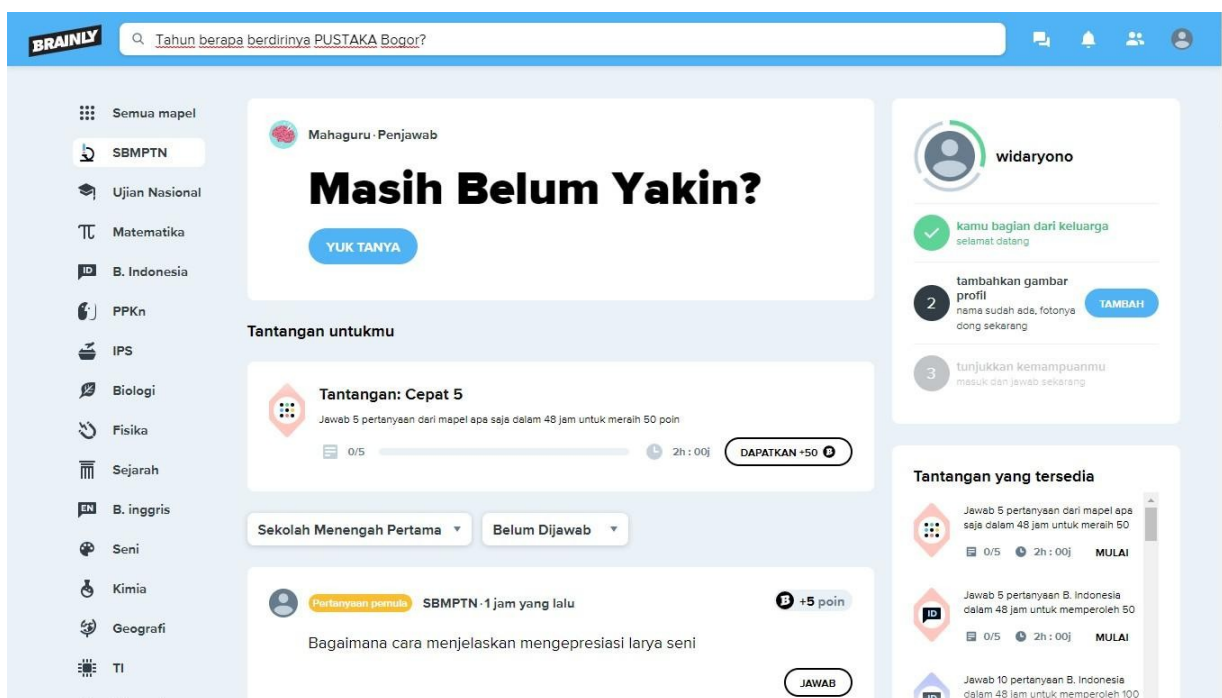 BRAINLY
Tahun berapa berdirinya PUSTAKA Bogor?
Semua mapel
SBMPTN
Ujian Nasional
Matematika
ID
B. Indonesia
PPKn
IPS
Biologi
Fisika
Sejarah
EN
B. inggris
Seni
Kimia
Geografi
TI
Mahaguru · Penjawab
Masih Belum Yakin?
YUK TANYA
Tantangan untukmu
Tantangan: Cepat 5
Jawab 5 pertanyaan dari mapel apa saja dalam 48 jam untuk meraih 50 poin
0/5
2h : 00j
DAPATKAN +50
Sekolah Menengah Pertama
Belum Dijawab
Pertanyaan pemula
SBMPTN · 1 jam yang lalu
+5 poin
Bagaimana cara menjelaskan mengepresiasi larya seni
JAWAB
widaryono
kamu bagian dari keluarga
selamat datang
2
tambahkan gambar
profil
nama sudah ada, fotonya
dong sekarang
TAMBAH
3
tunjukkan kemampuanmu
masuk dan jawab sekarang
Tantangan yang tersedia
Jawab 5 pertanyaan dari mapel apa
saja dalam 48 jam untuk meraih 50
0/5 2h : 00j MULAI
Jawab 5 pertanyaan B. Indonesia
dalam 48 jam untuk memperoleh 50
ID
0/5 2h : 00j MULAI
Jawab 10 pertanyaan B. Indonesia
dalam 48 jam untuk memperoleh 100